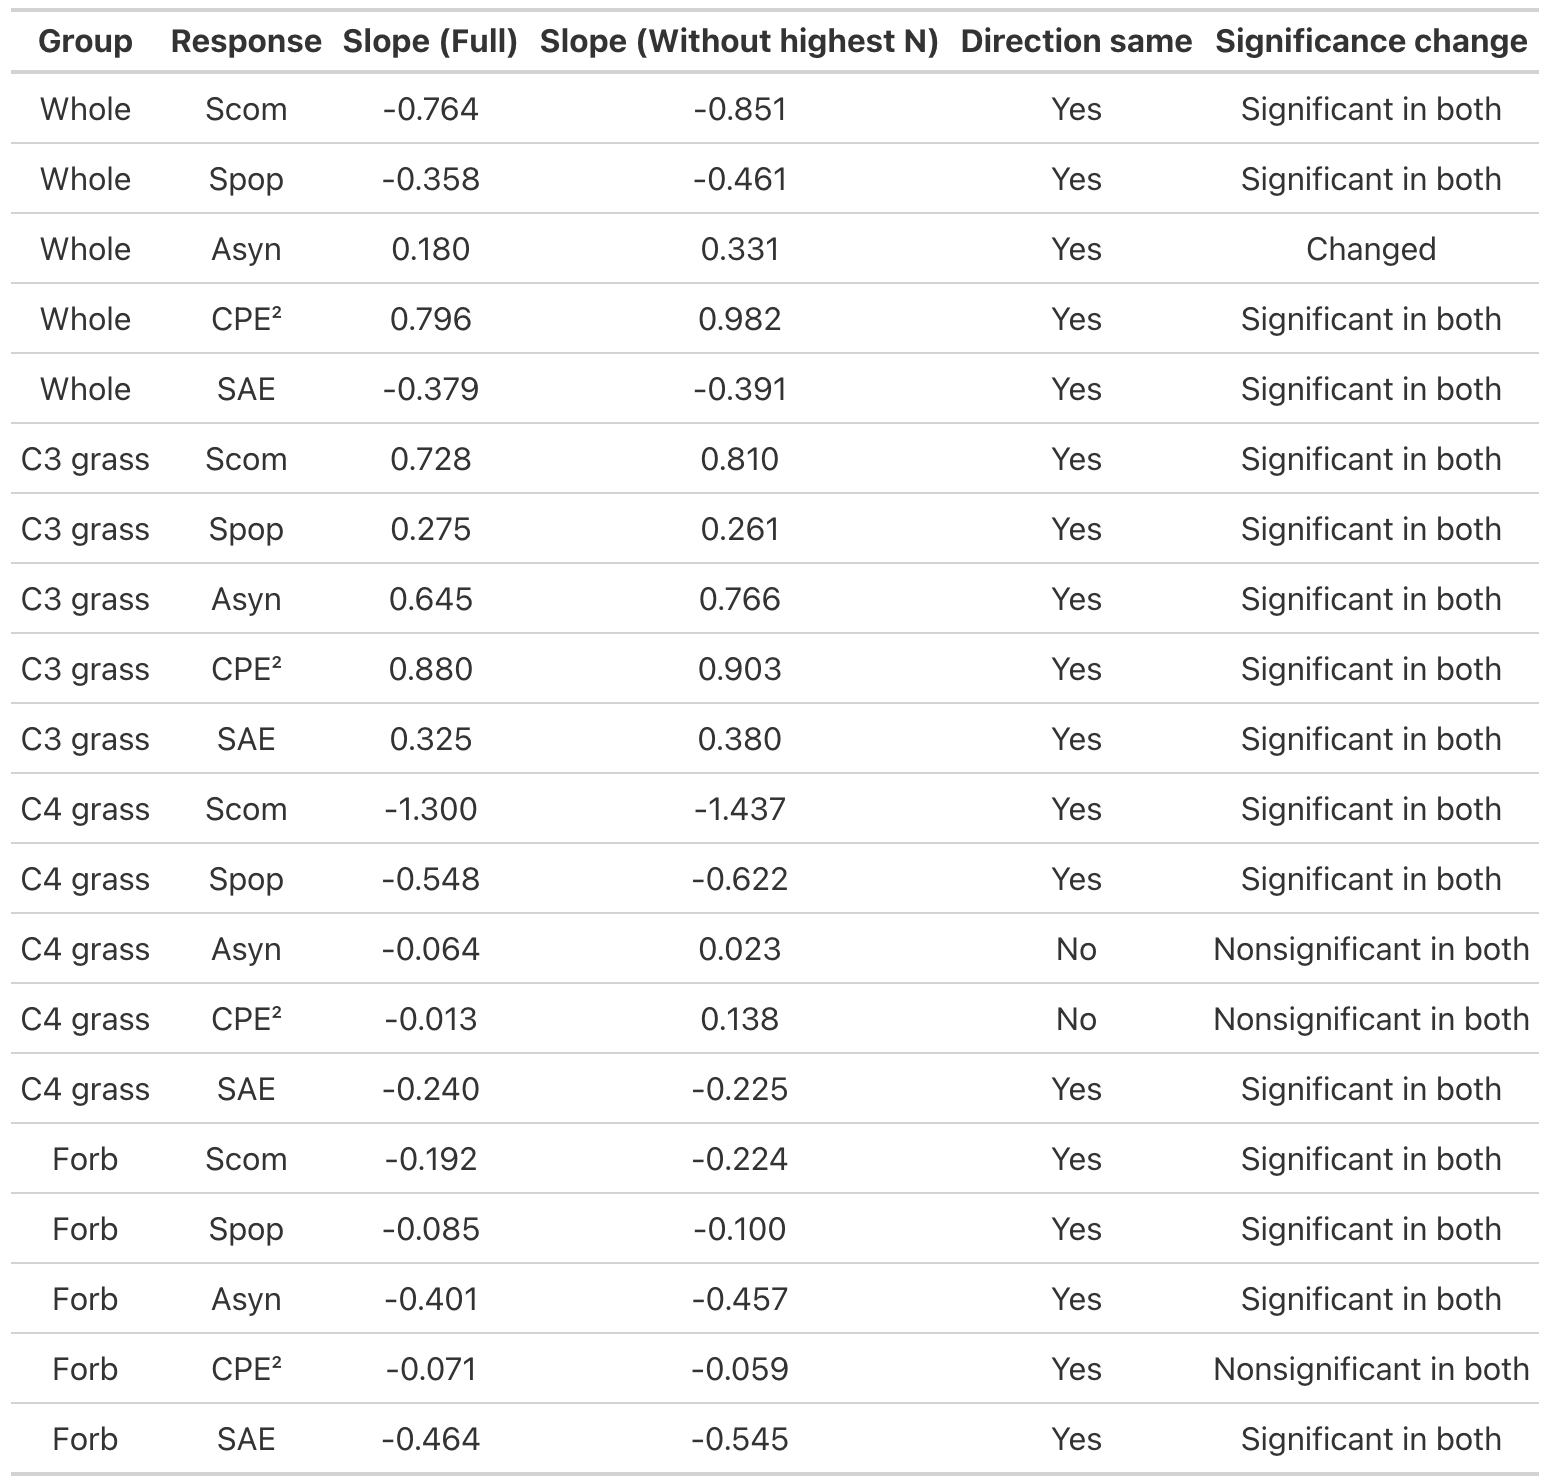 Group Response Slope (Full) Slope (Without highest N) Direction same Significance change
Whole Scom -0.764 -0.851 Yes Significant in both
Whole Spop -0.358 -0.461 Yes Significant in both
Whole Asyn 0.180 0.331 Yes Changed
Whole CPE² 0.796 0.982 Yes Significant in both
Whole SAE -0.379 -0.391 Yes Significant in both
C3 grass Scom 0.728 0.810 Yes Significant in both
C3 grass Spop 0.275 0.261 Yes Significant in both
C3 grass Asyn 0.645 0.766 Yes Significant in both
C3 grass CPE² 0.880 0.903 Yes Significant in both
C3 grass SAE 0.325 0.380 Yes Significant in both
C4 grass Scom -1.300 -1.437 Yes Significant in both
C4 grass Spop -0.548 -0.622 Yes Significant in both
C4 grass Asyn -0.064 0.023 No Nonsignificant in both
C4 grass CPE² -0.013 0.138 No Nonsignificant in both
C4 grass SAE -0.240 -0.225 Yes Significant in both
Forb Scom -0.192 -0.224 Yes Significant in both
Forb Spop -0.085 -0.100 Yes Significant in both
Forb Asyn -0.401 -0.457 Yes Significant in both
Forb CPE² -0.071 -0.059 Yes Nonsignificant in both
Forb SAE -0.464 -0.545 Yes Significant in both